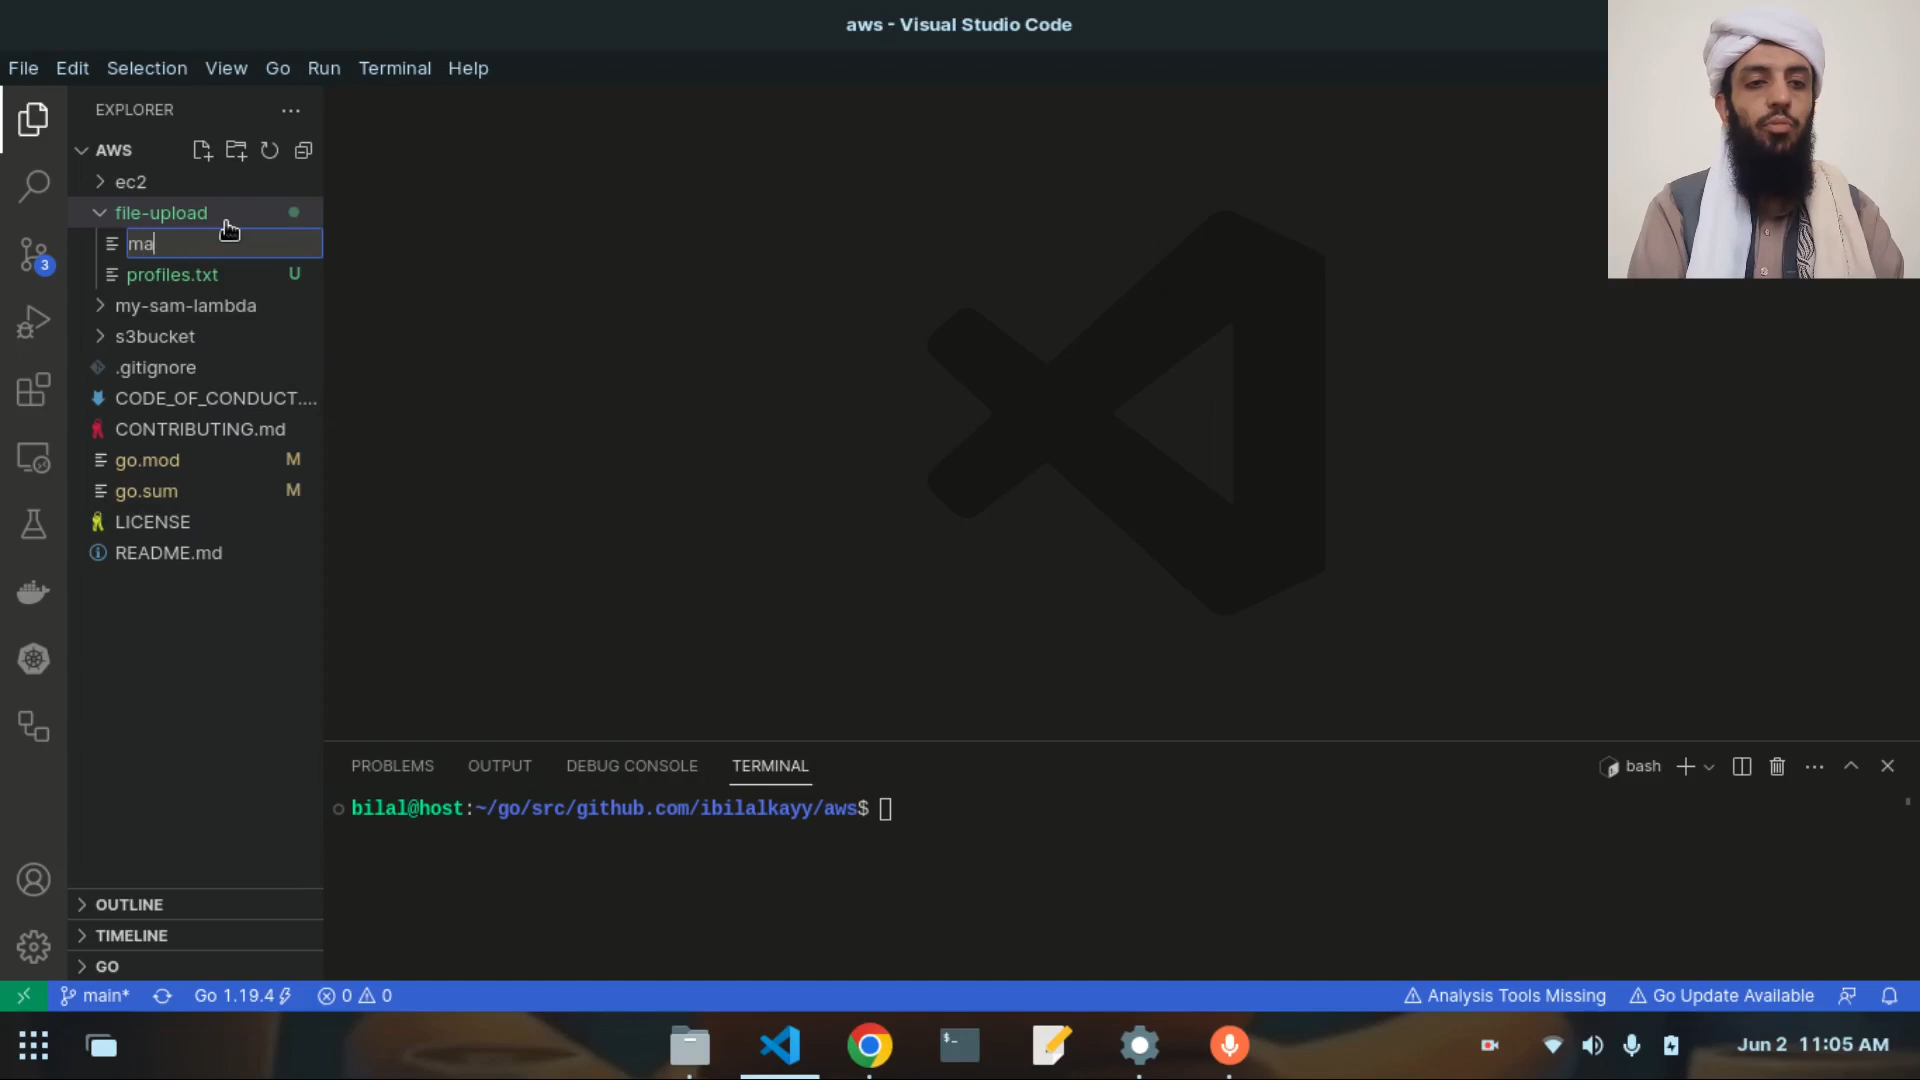 aws - Visual Studio Code
File Edit Selection View Go Run Terminal Help
EXPLORER ...
AWS
ec2
file-upload
ma
profiles.txt U
my-sam-lambda
s3bucket
.gitignore
CODE_OF_CONDUCT....
CONTRIBUTING.md
go.mod M
go.sum M
LICENSE
README.md
3
PROBLEMS OUTPUT DEBUG CONSOLE TERMINAL
bash
bilal@host:~/go/src/github.com/ibilalkayy/aws$
OUTLINE
TIMELINE
GO
main* Go 1.19.4 0 0 Analysis Tools Missing Go Update Available
Jun 2 11:05 AM